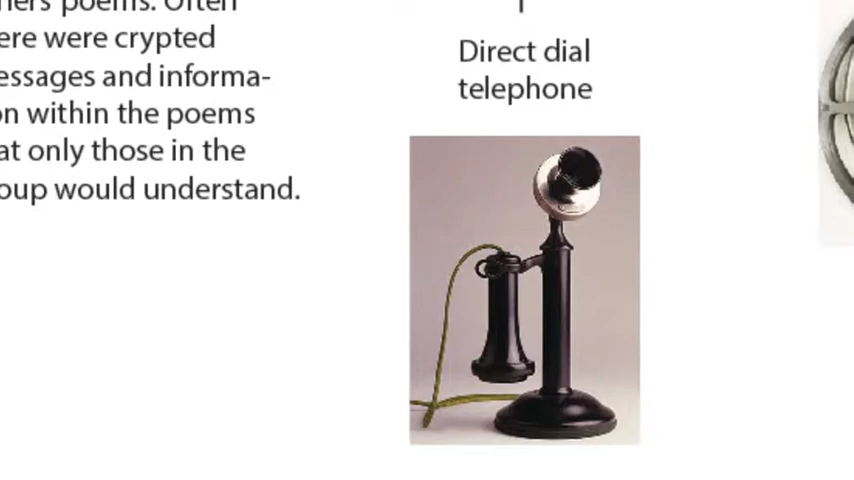 ere were crypted
essages and informa-
on within the poems
at only those in the
oup would understand.
Direct dial
telephone